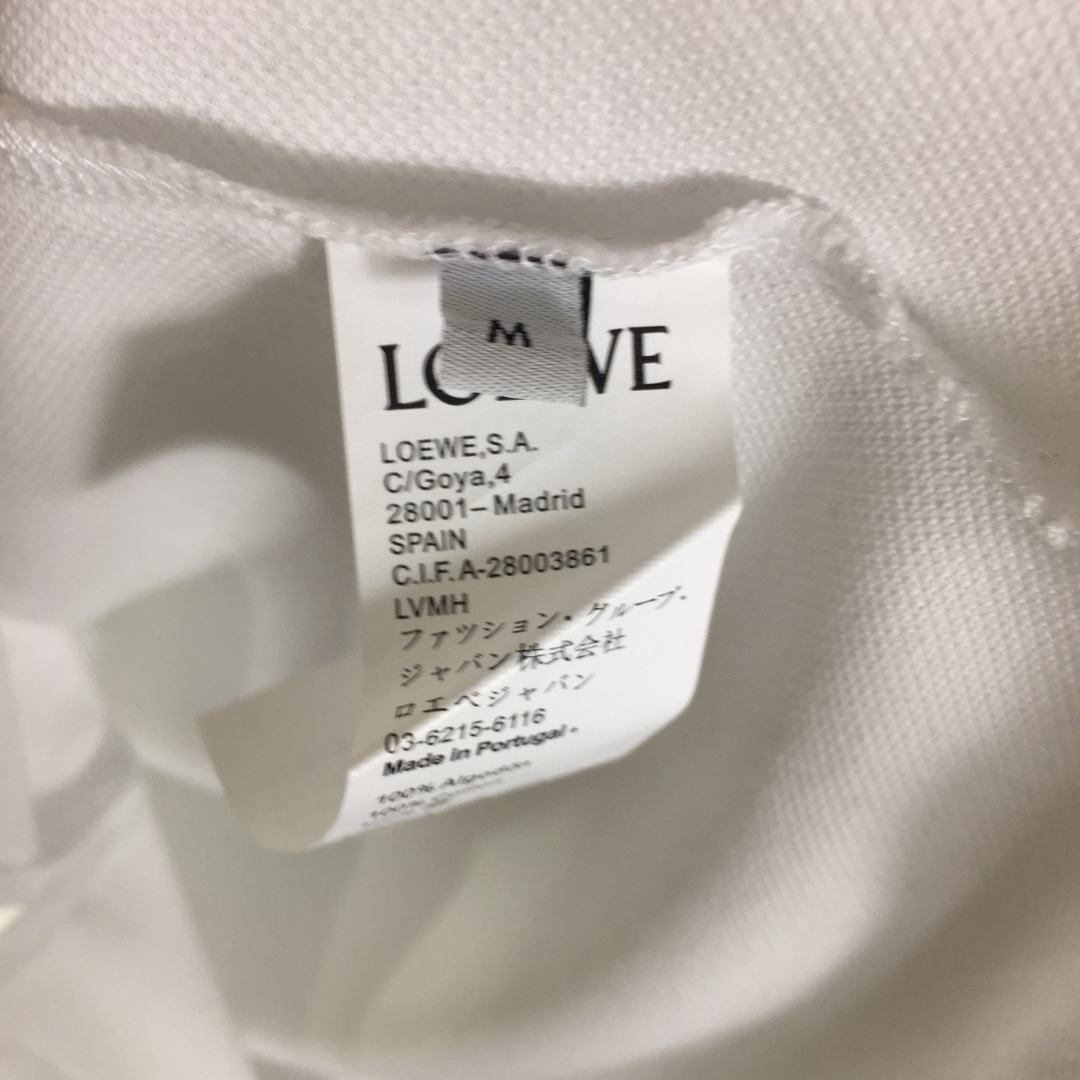 M
LOEWE
LOEWE,S.A.
C/Goya,4
28001– Madrid
SPAIN
C.I.F. A-28003861
LVMH
ファッション・グループ・
ジャパン株式会社
ロエベジャパン
03-6215-6116
Made in Portugal
100% Algodón
100%